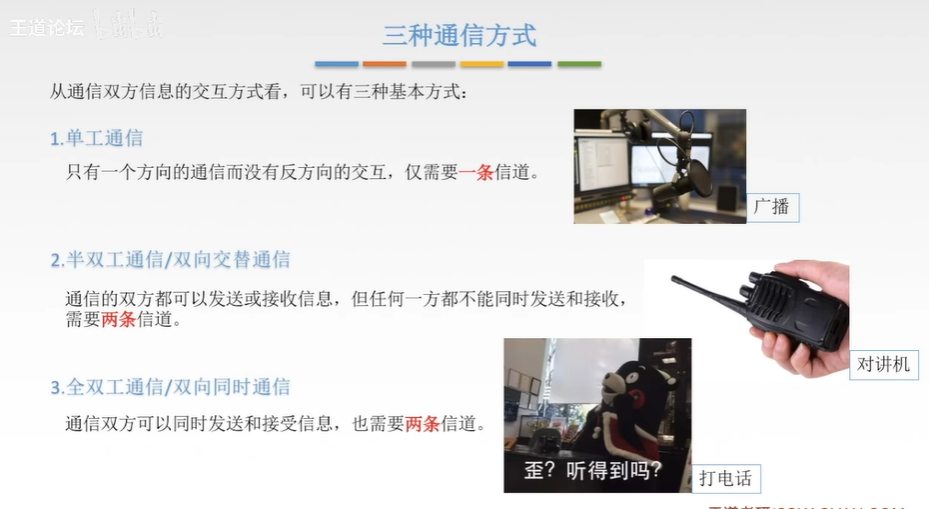 王道论坛
三种通信方式
从通信双方信息的交互方式看，可以有三种基本方式：
1.单工通信
只有一个方向的通信而没有反方向的交互，仅需要一条信道。
广播
2.半双工通信/双向交替通信
通信的双方都可以发送或接收信息，但任何一方都不能同时发送和接收，
需要两条信道。
对讲机
3.全双工通信/双向同时通信
通信双方可以同时发送和接受信息，也需要两条信道。
歪？听得到吗？
打电话